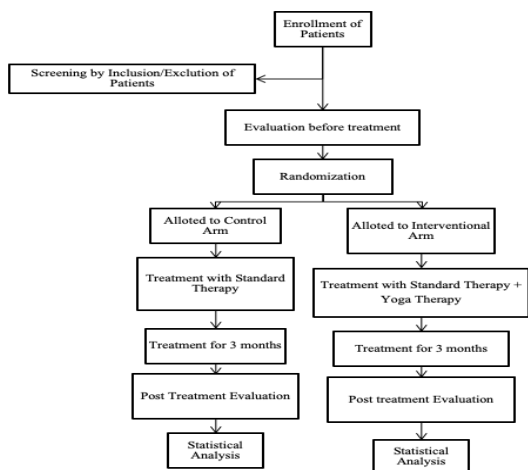 Enrollment of
Patients
Screening by Inclusion/Exclution of
Patients
Evaluation before treatment
Randomization
Alloted to Control
Arm
Alloted to Interventional
Arm
Treatment with Standard
Therapy
Treatment with Standard Therapy +
Yoga Therapy
Treatment for 3 months
Treatment for 3 months
Post Treatment Evaluation
Post treatment Evaluation
Statistical
Analysis
Statistical
Analysis